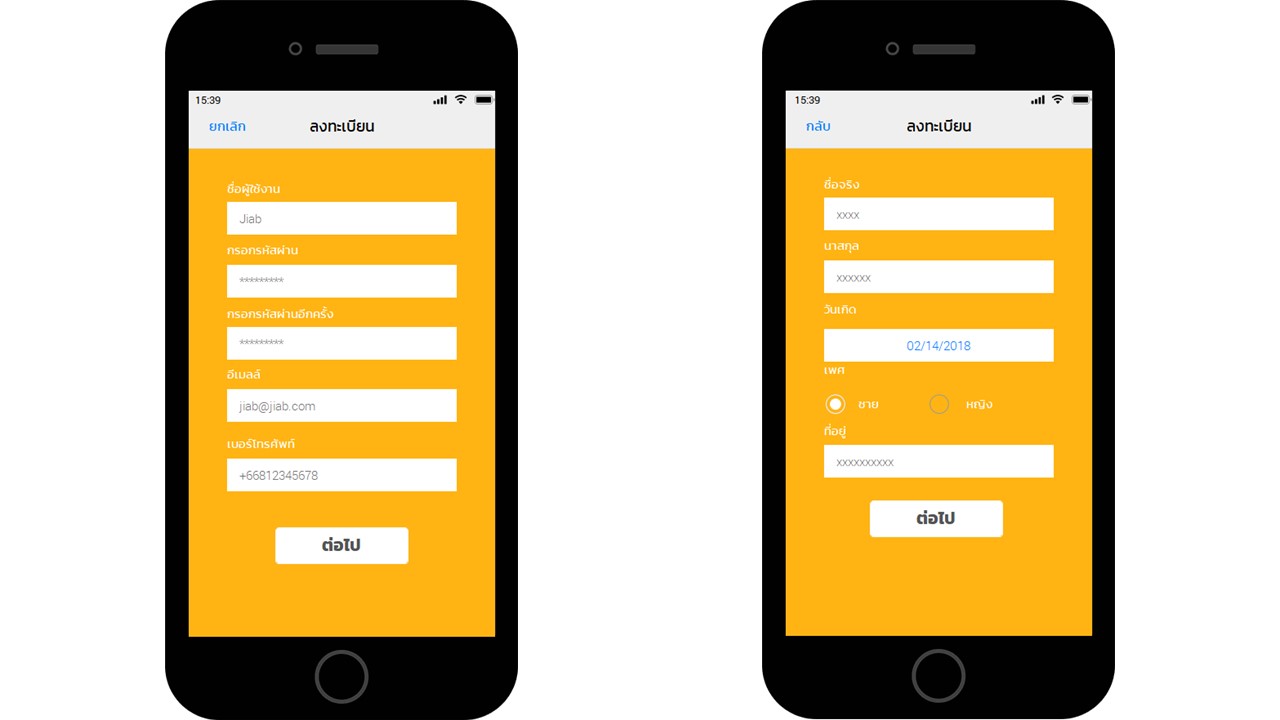 15:39
ยกเลิก ลงทะเบียน
ชื่อผู้ใช้งาน
Jiab
กรอกรหัสผ่าน
*********
กรอกรหัสผ่านอีกครั้ง
*********
อีเมลล์
jiab@jiab.com
เบอร์โทรศัพท์
+66812345678
ต่อไป
15:39
กลับ ลงทะเบียน
ชื่อจริง
xxxx
นาสกุล
xxxxxx
วันเกิด
02/14/2018
เพศ
ชาย หญิง
ที่อยู่
xxxxxxxxxx
ต่อไป